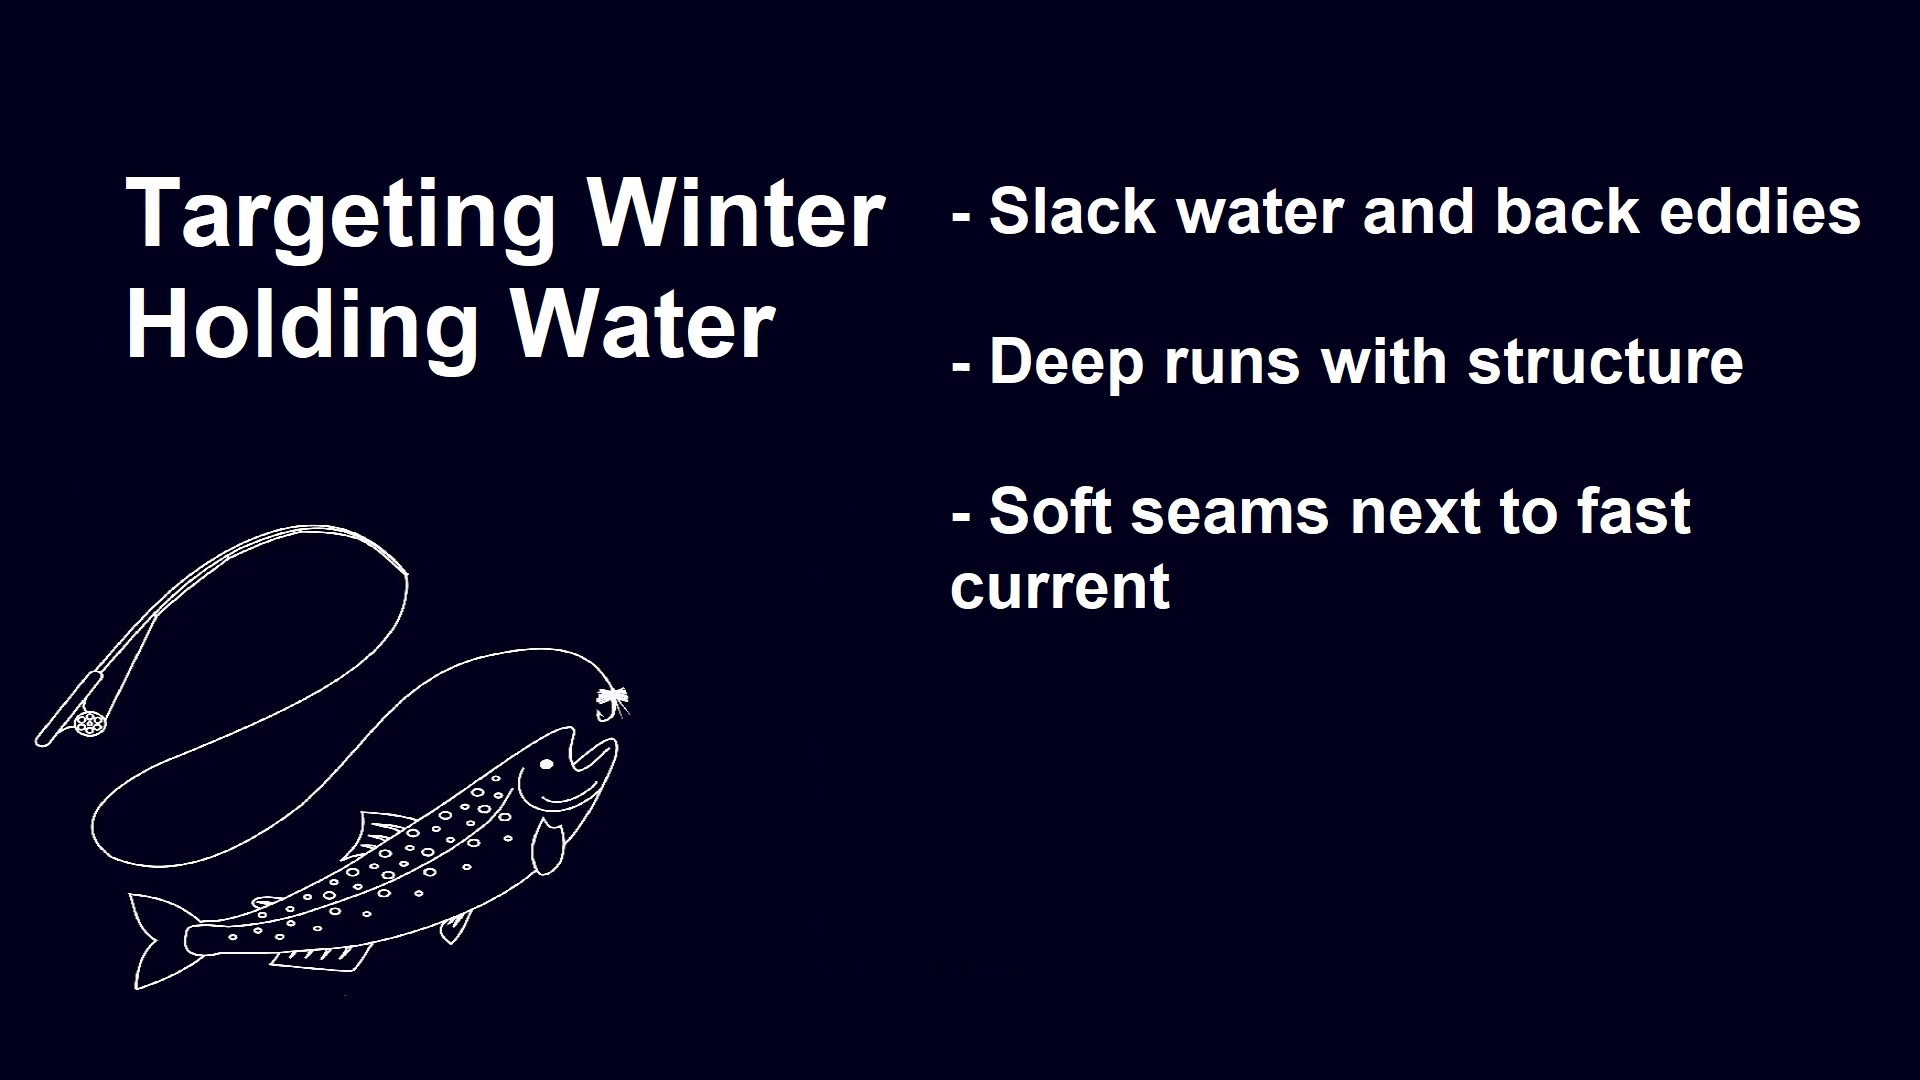 Targeting Winter
Holding Water
- Slack water and back eddies
- Deep runs with structure
- Soft seams next to fast
current